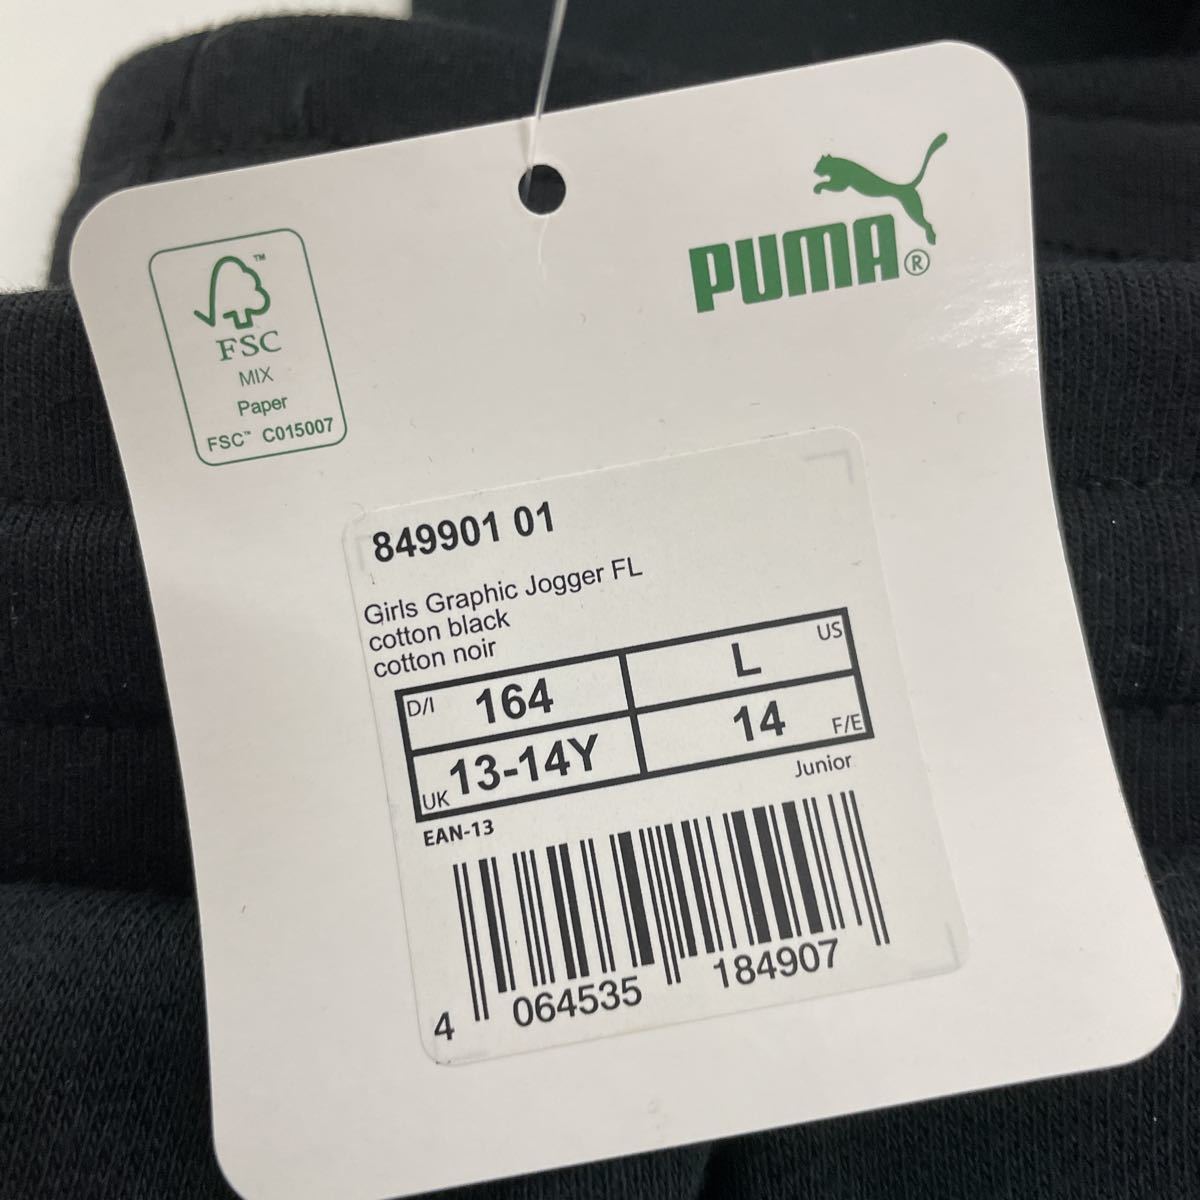 PUMA®
FSC™
MIX
Paper
FSC™ C015007
849901 01
Girls Graphic Jogger FL
cotton black
cotton noir
D/I 164 L US
UK 13-14Y 14 F/E
Junior
EAN-13
4 064535 184907